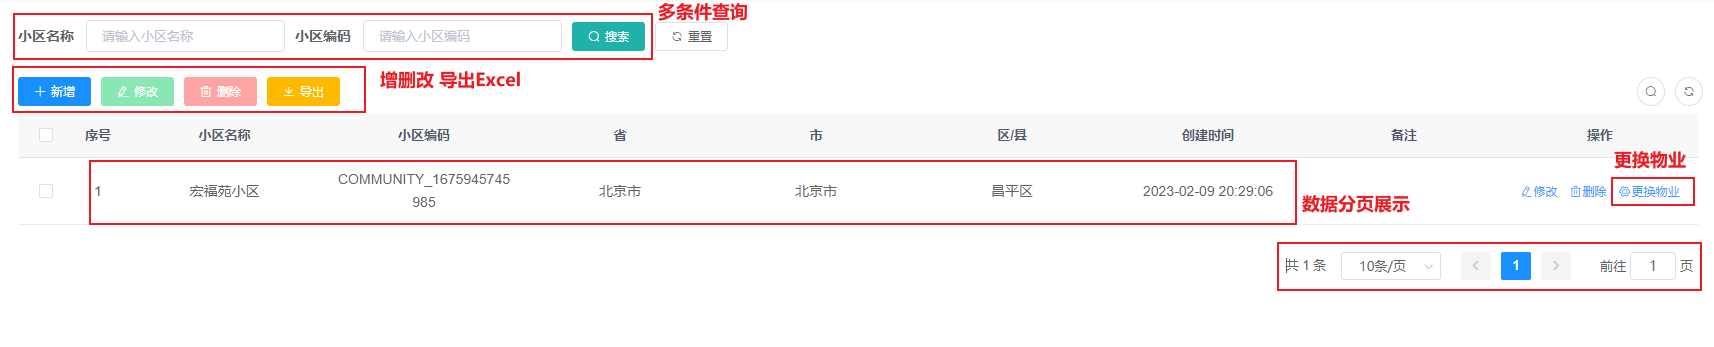 多条件查询
小区名称 请输入小区名称 小区编码 请输入小区编码 搜索 重置
增删改 导出Excel
新增 修改 删除 导出
序号 小区名称 小区编码 省 市 区/县 创建时间 备注 操作
更换物业
1 宏福苑小区 COMMUNITY_1675945745 北京市 北京市 昌平区 2023-02-09 20:29:06 修改 删除 更换物业
985
数据分页展示
共 1 条 10条/页 1 前往 1 页